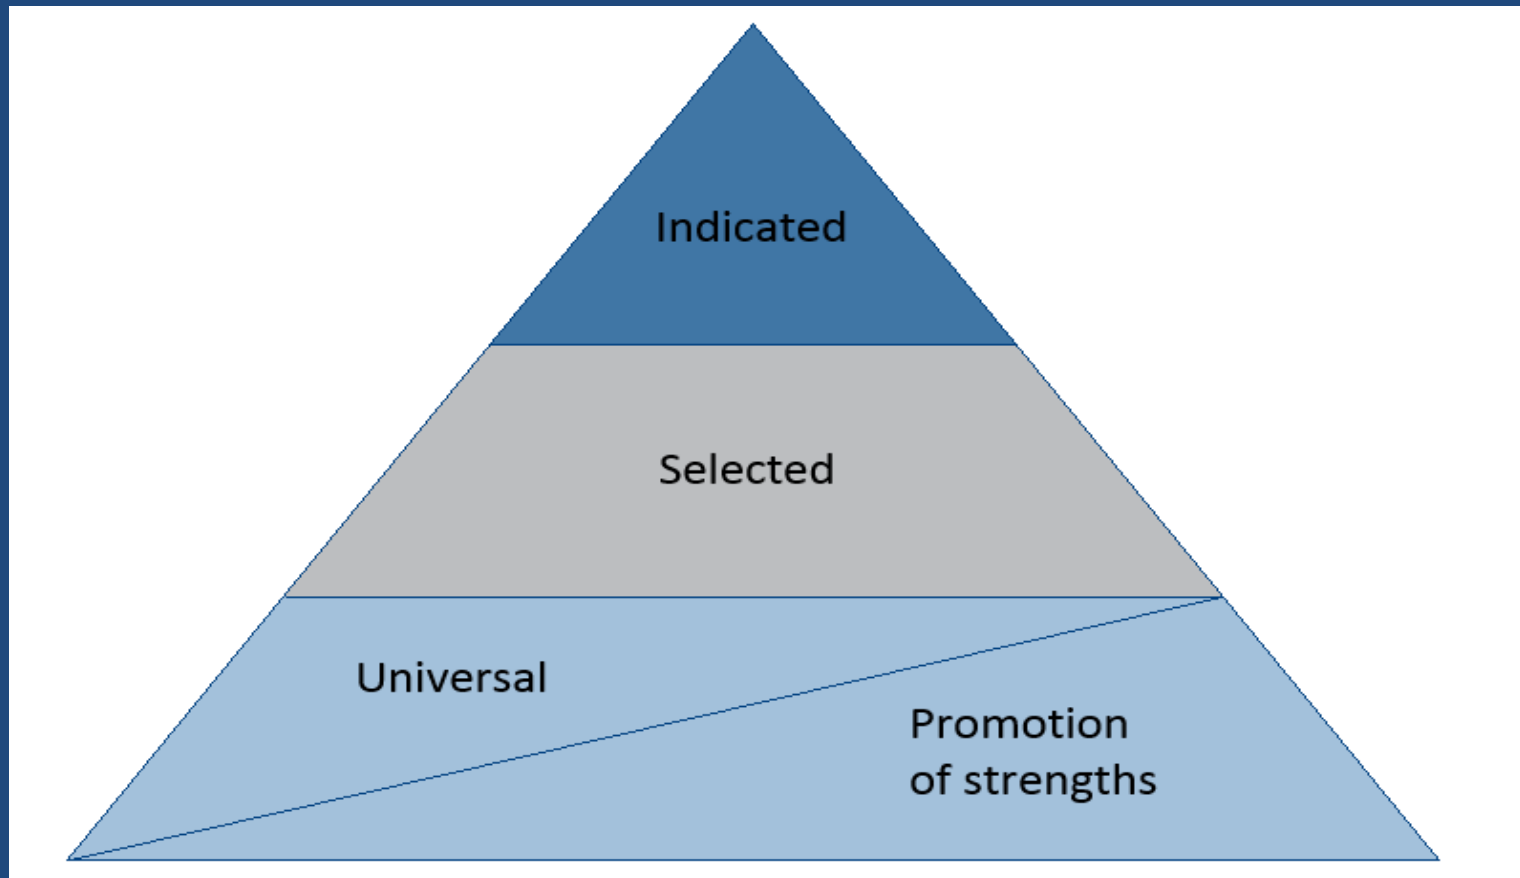 Indicated
Selected
Universal
Promotion
of strengths